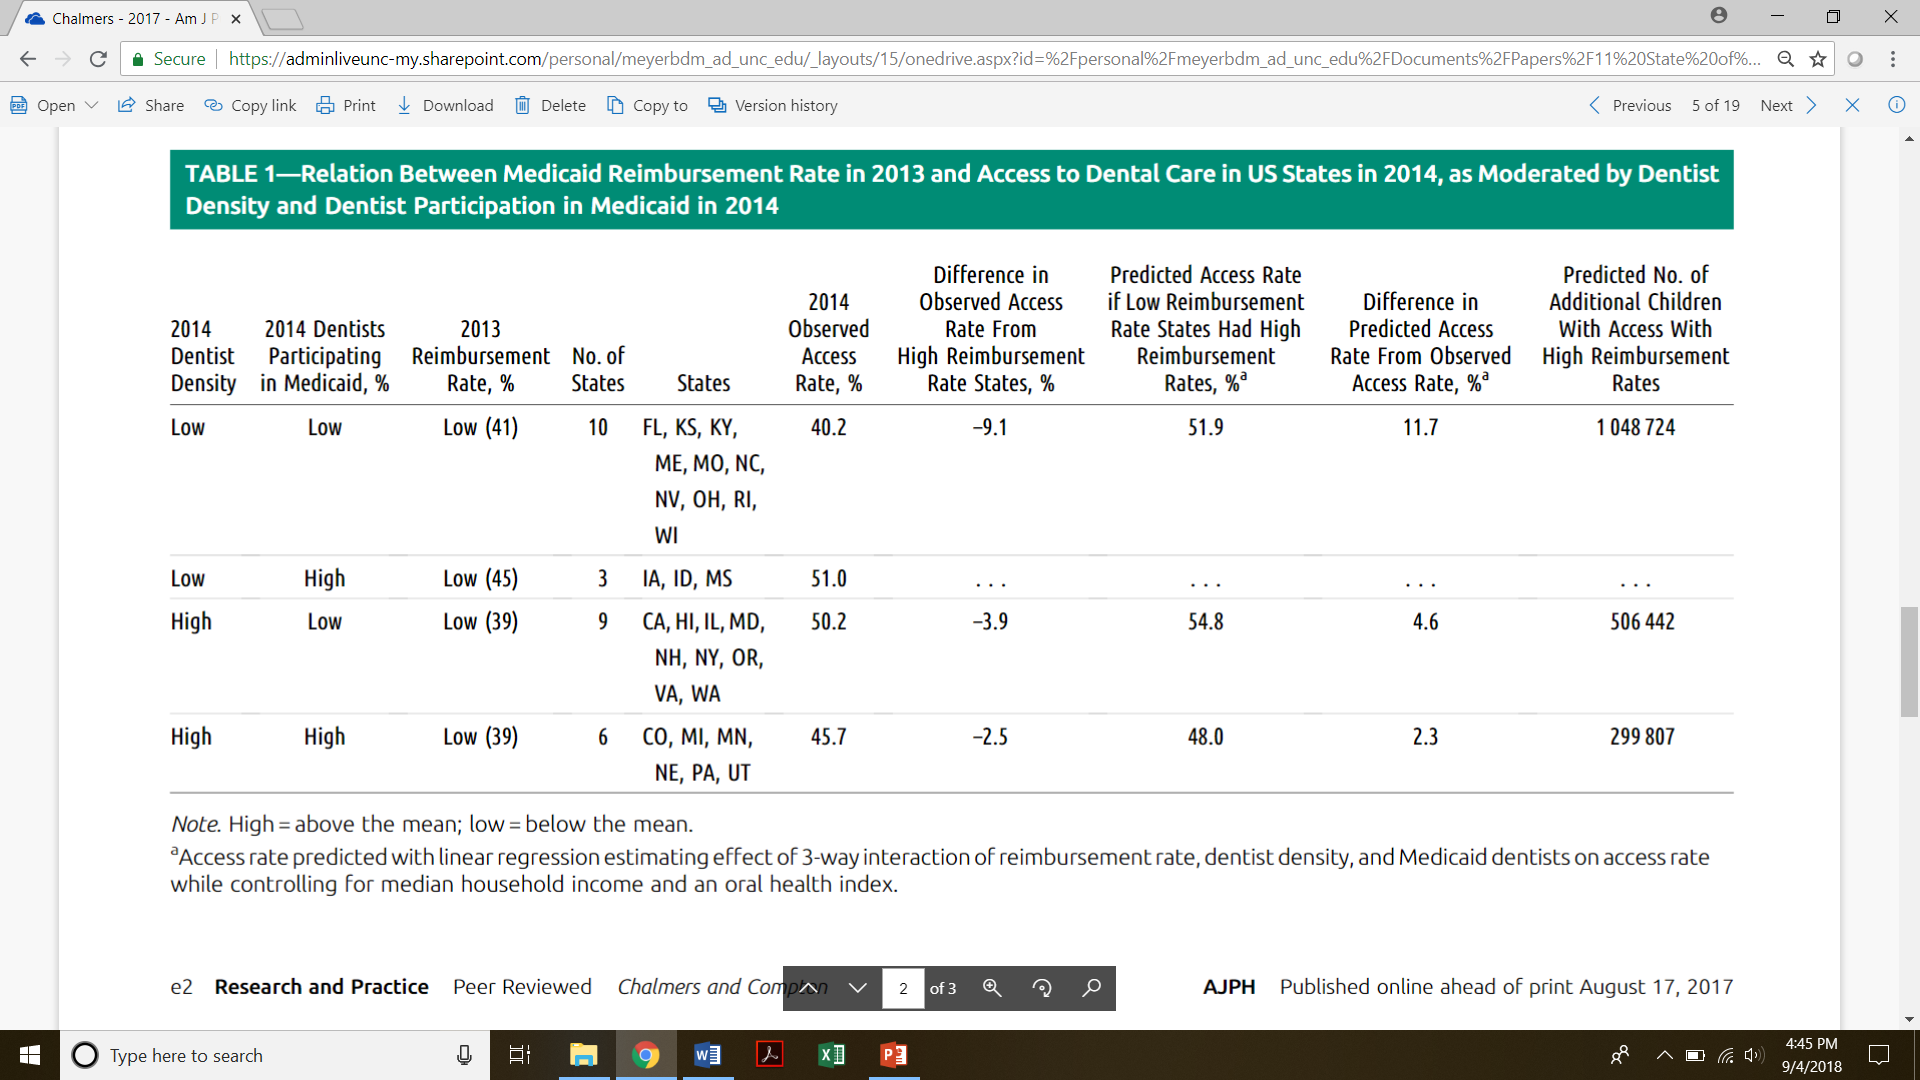 Chalmers - 2017 - Am J P
Secure https://adminliveunc-my.sharepoint.com/personal/meyerbdm_ad_unc_edu/_layouts/15/onedrive.aspx?id=%2Fpersonal%2Fmeyerbdm_ad_unc_edu%2FDocuments%2FPapers%2F11%20State%20of%...
Open Share Copy link Print Download Delete Copy to Version history Previous 5 of 19 Next
TABLE 1—Relation Between Medicaid Reimbursement Rate in 2013 and Access to Dental Care in US States in 2014, as Moderated by Dentist
Density and Dentist Participation in Medicaid in 2014
Difference in Predicted Access Rate Predicted No. of
2014 Observed Access if Low Reimbursement Difference in Additional Children
2014 2014 Dentists 2013 Observed Rate From Rate States Had High Predicted Access With Access With
Dentist Participating Reimbursement No. of Access High Reimbursement Reimbursement Rate From Observed High Reimbursement
Density in Medicaid, % Rate, % States States Rate, % Rate States, % Rates, %a Access Rate, %a Rates
Low Low Low (41) 10 FL, KS, KY, 40.2 −9.1 51.9 11.7 1 048 724
ME, MO, NC,
NV, OH, RI,
WI
Low High Low (45) 3 IA, ID, MS 51.0 . . . . . . . . . . . .
High Low Low (39) 9 CA, HI, IL, MD, 50.2 −3.9 54.8 4.6 506 442
NH, NY, OR,
VA, WA
High High Low (39) 6 CO, MI, MN, 45.7 −2.5 48.0 2.3 299 807
NE, PA, UT
Note. High = above the mean; low = below the mean.
aAccess rate predicted with linear regression estimating effect of 3-way interaction of reimbursement rate, dentist density, and Medicaid dentists on access rate
while controlling for median household income and an oral health index.
e2 Research and Practice Peer Reviewed Chalmers and Compton 2 of 3 AJPH Published online ahead of print August 17, 2017
Type here to search
4:45 PM
9/4/2018